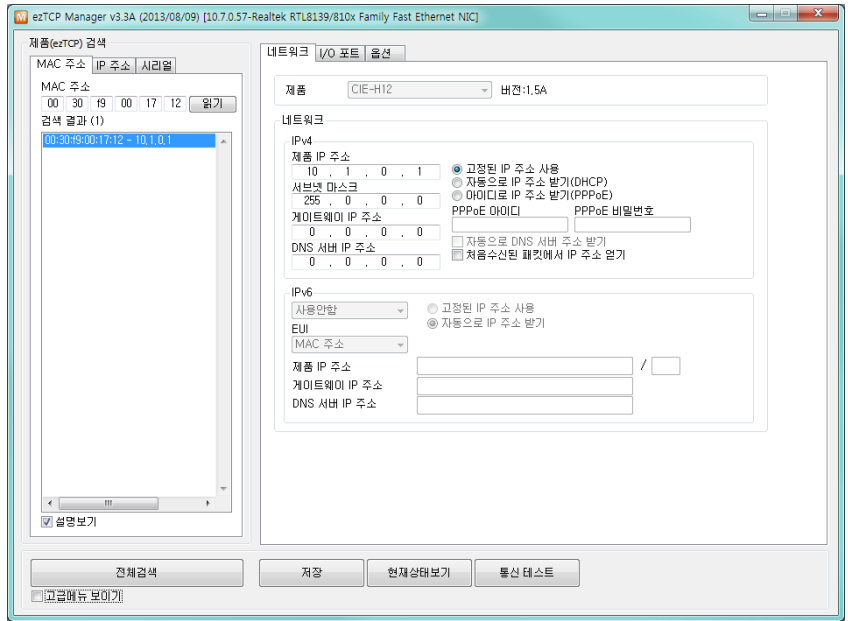 ezTCP Manager v3.3A (2013/08/09) [10.7.0.57-Realtek RTL8139/810x Family Fast Ethernet NIC]
제품(ezTCP) 검색
MAC 주소 IP 주소 시리얼
MAC 주소
00 30 f9 00 17 12 읽기
검색 결과 (1)
00:30:f9:00:17:12 - 10.1.0.1
설명보기
네트워크 I/O 포트 옵션
제품 CIE-H12 버전:1.5A
네트워크
IPv4
제품 IP 주소
10 . 1 . 0 . 1
서브넷 마스크
255 . 0 . 0 . 0
게이트웨이 IP 주소
0 . 0 . 0 . 0
DNS 서버 IP 주소
0 . 0 . 0 . 0
고정된 IP 주소 사용
자동으로 IP 주소 받기(DHCP)
아이디로 IP 주소 받기(PPPoE)
PPPoE 아이디 PPPoE 비밀번호
자동으로 DNS 서버 주소 받기
처음수신된 패킷에서 IP 주소 얻기
IPv6
사용안함
고정된 IP 주소 사용
자동으로 IP 주소 받기
EUI
MAC 주소
제품 IP 주소 /
게이트웨이 IP 주소
DNS 서버 IP 주소
전체검색 저장 현재상태보기 통신 테스트
고급메뉴 보이기